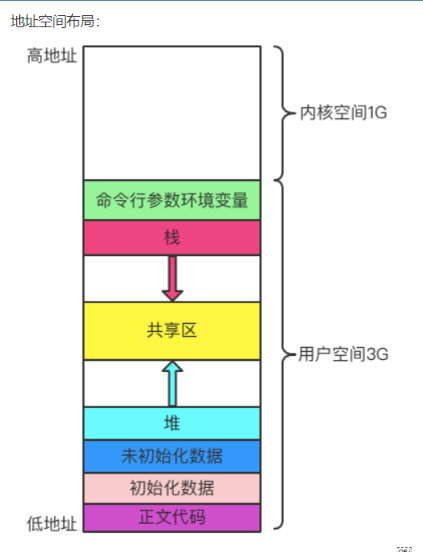 地址空间布局：
高地址
内核空间1G
命令行参数环境变量
栈
共享区
用户空间3G
堆
未初始化数据
初始化数据
正文代码
低地址